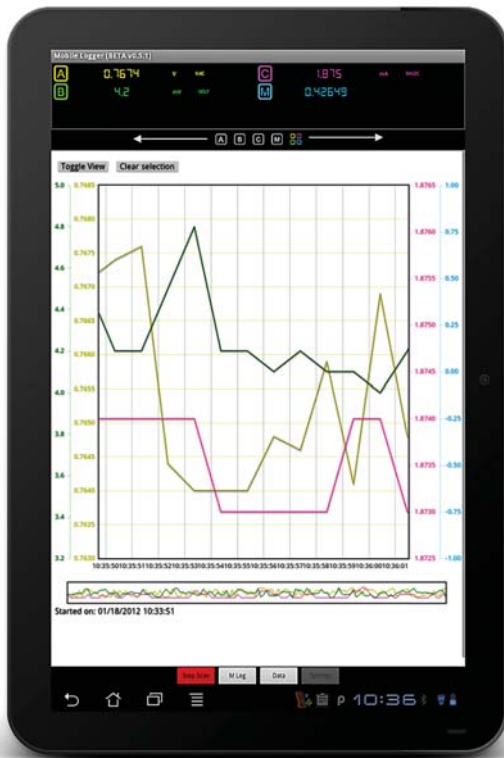 Mobile Logger (BETA v0.5.1)
A 0.7674 V C 1.875 mA
B 4.2 M 0.42649
A B C M
Toggle View Clear selection
5.0 0.7685 1.8765 1.00
0.7680
4.8 1.8760 0.75
0.7675
4.6 1.8755
0.7670 0.50
4.4 0.7665 1.8750 0.25
4.2 0.7660 1.8745
4.0 0.7655 0.00
0.7650 1.8740 -0.25
3.8
0.7645 1.8735
3.6 0.7640 -0.50
3.4 0.7635 1.8730 -0.75
3.2 0.7630 1.8725 -1.00
10:35:50 10:35:51 10:35:52 10:35:53 10:35:54 10:35:55 10:35:56 10:35:57 10:35:58 10:35:59 10:36:00 10:36:01
Started on: 01/18/2012 10:33:51
Stop Scan M Log Data Settings
10:36